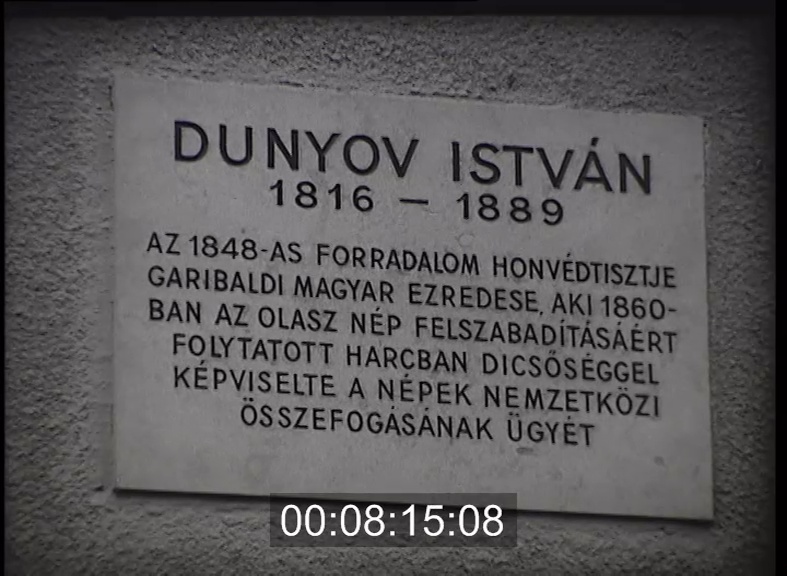 DUNYOV ISTVÁN
1816 – 1889
AZ 1848-AS FORRADALOM HONVÉDTISZTJE
GARIBALDI MAGYAR EZREDESE, AKI 1860-
BAN AZ OLASZ NÉP FELSZABADÍTÁSÁÉRT
FOLYTATOTT HARCBAN DICSŐSÉGGEL
KÉPVISELTE A NÉPEK NEMZETKÖZI
ÖSSZEFOGÁSÁNAK ÜGYÉT
00:08:15:08